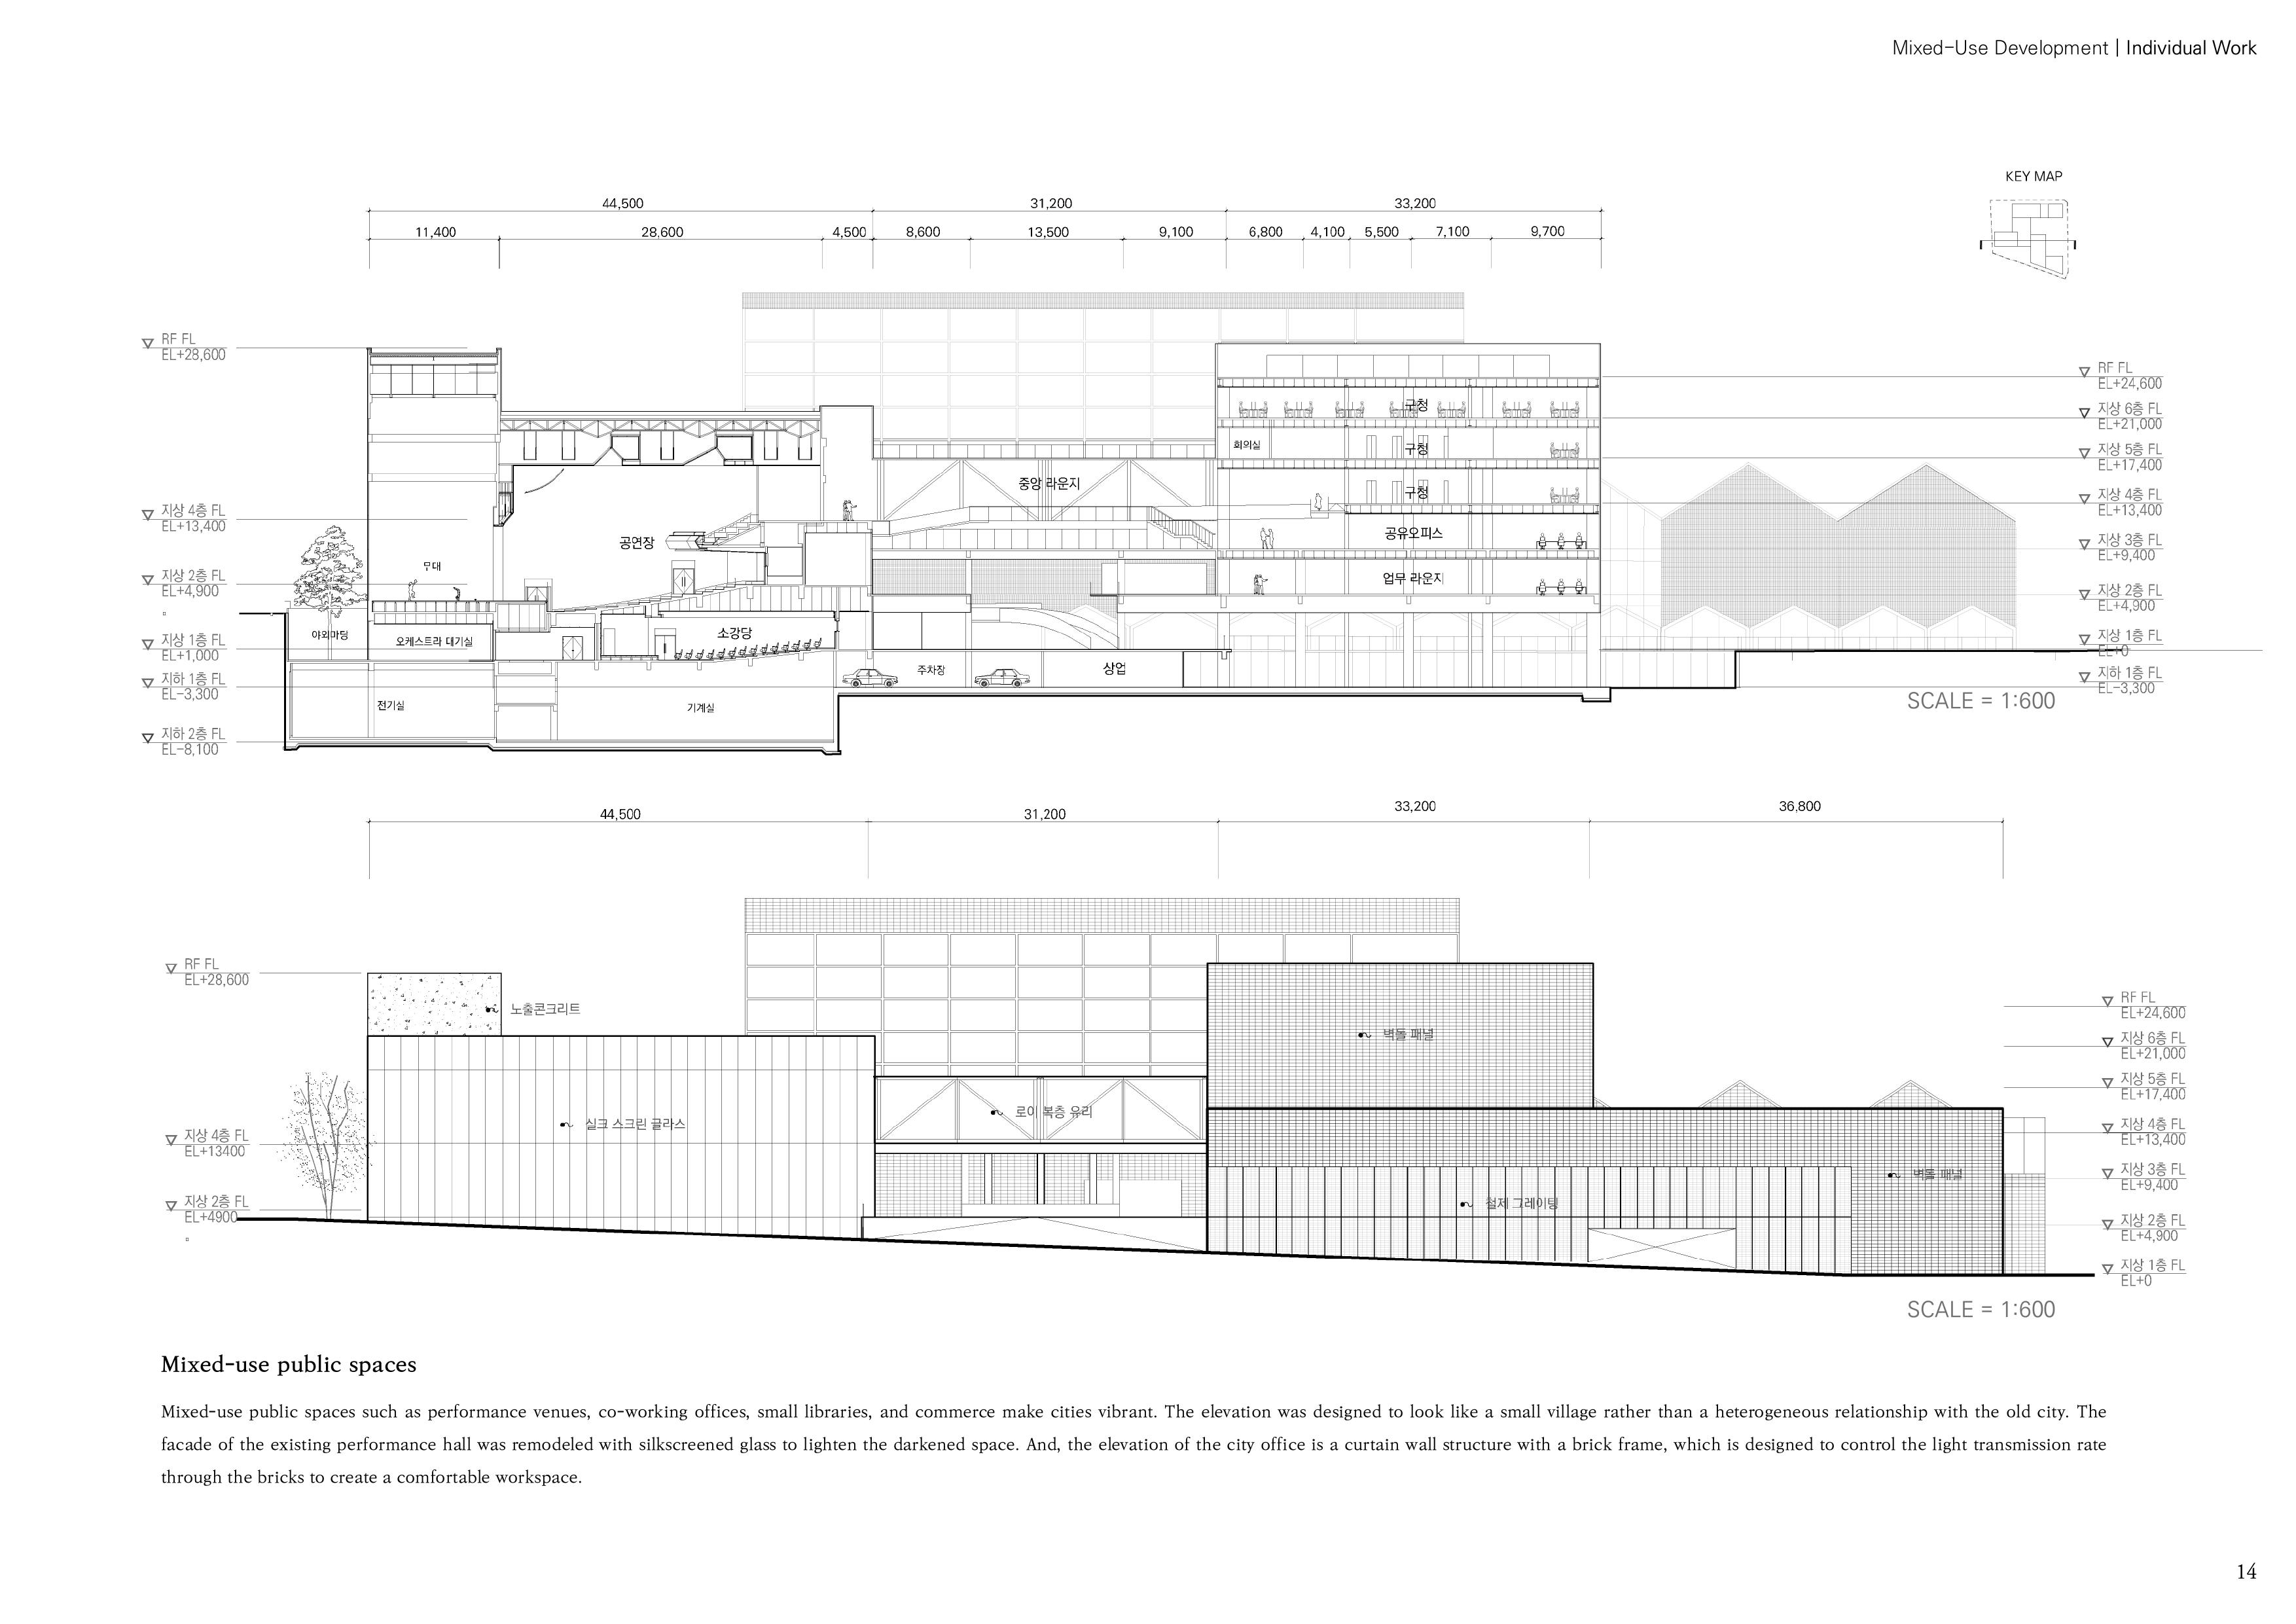 Mixed-Use Development | Individual Work
KEY MAP
44,500
31,200
33,200
11,400
28,600
4,500
8,600
13,500
9,100
6,800
4,100
5,500
7,100
9,700
RF FL
EL+28,600
지상 4층 FL
EL+13,400
지상 2층 FL
EL+4,900
지상 1층 FL
EL+1,000
지하 1층 FL
EL-3,300
지하 2층 FL
EL-8,100
구청
회의실
구청
중앙 라운지
구청
공유오피스
공연장
무대
업무 라운지
야외마당
오케스트라 대기실
소강당
주차장
상업
전기실
기계실
RF FL
EL+24,600
지상 6층 FL
EL+21,000
지상 5층 FL
EL+17,400
지상 4층 FL
EL+13,400
지상 3층 FL
EL+9,400
지상 2층 FL
EL+4,900
지상 1층 FL
EL+0
지하 1층 FL
EL-3,300
SCALE = 1:600
44,500
31,200
33,200
36,800
RF FL
EL+28,600
지상 4층 FL
EL+13400
지상 2층 FL
EL+4900
노출콘크리트
벽돌 패널
실크 스크린 글라스
로이 복층 유리
벽돌 패널
철제 그레이팅
RF FL
EL+24,600
지상 6층 FL
EL+21,000
지상 5층 FL
EL+17,400
지상 4층 FL
EL+13,400
지상 3층 FL
EL+9,400
지상 2층 FL
EL+4,900
지상 1층 FL
EL+0
SCALE = 1:600
Mixed-use public spaces
Mixed-use public spaces such as performance venues, co-working offices, small libraries, and commerce make cities vibrant. The elevation was designed to look like a small village rather than a heterogeneous relationship with the old city. The
facade of the existing performance hall was remodeled with silkscreened glass to lighten the darkened space. And, the elevation of the city office is a curtain wall structure with a brick frame, which is designed to control the light transmission rate
through the bricks to create a comfortable workspace.
14